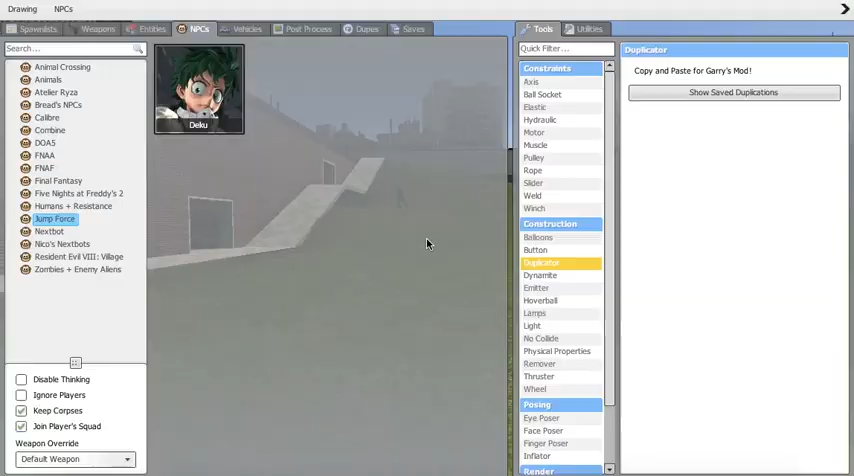 Drawing NPCs
Spawnlists Weapons Entities NPCs Vehicles Post Process Dupes Saves
Tools Utilities
Search...
Animal Crossing
Animals
Atelier Ryza
Bread's NPCs
Calibre
Combine
DOA5
FNAA
FNAF
Final Fantasy
Five Nights at Freddy's 2
Humans + Resistance
Jump Force
Nextbot
Nico's Nextbots
Resident Evil VIII: Village
Zombies + Enemy Aliens
Disable Thinking
Ignore Players
Keep Corpses
Join Player's Squad
Weapon Override
Default Weapon
Deku
Quick Filter...
Constraints
Axis
Ball Socket
Elastic
Hydraulic
Motor
Muscle
Pulley
Rope
Slider
Weld
Winch
Construction
Balloons
Button
Duplicator
Dynamite
Emitter
Hoverball
Lamps
Light
No Collide
Physical Properties
Remover
Thruster
Wheel
Posing
Eye Poser
Face Poser
Finger Poser
Inflator
Render
Duplicator
Copy and Paste for Garry's Mod!
Show Saved Duplications